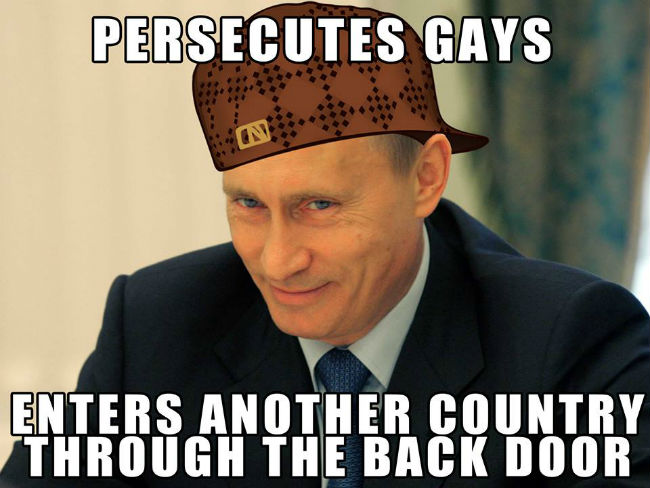 PERSECUTES GAYS
ENTERS ANOTHER COUNTRY
THROUGH THE BACK DOOR